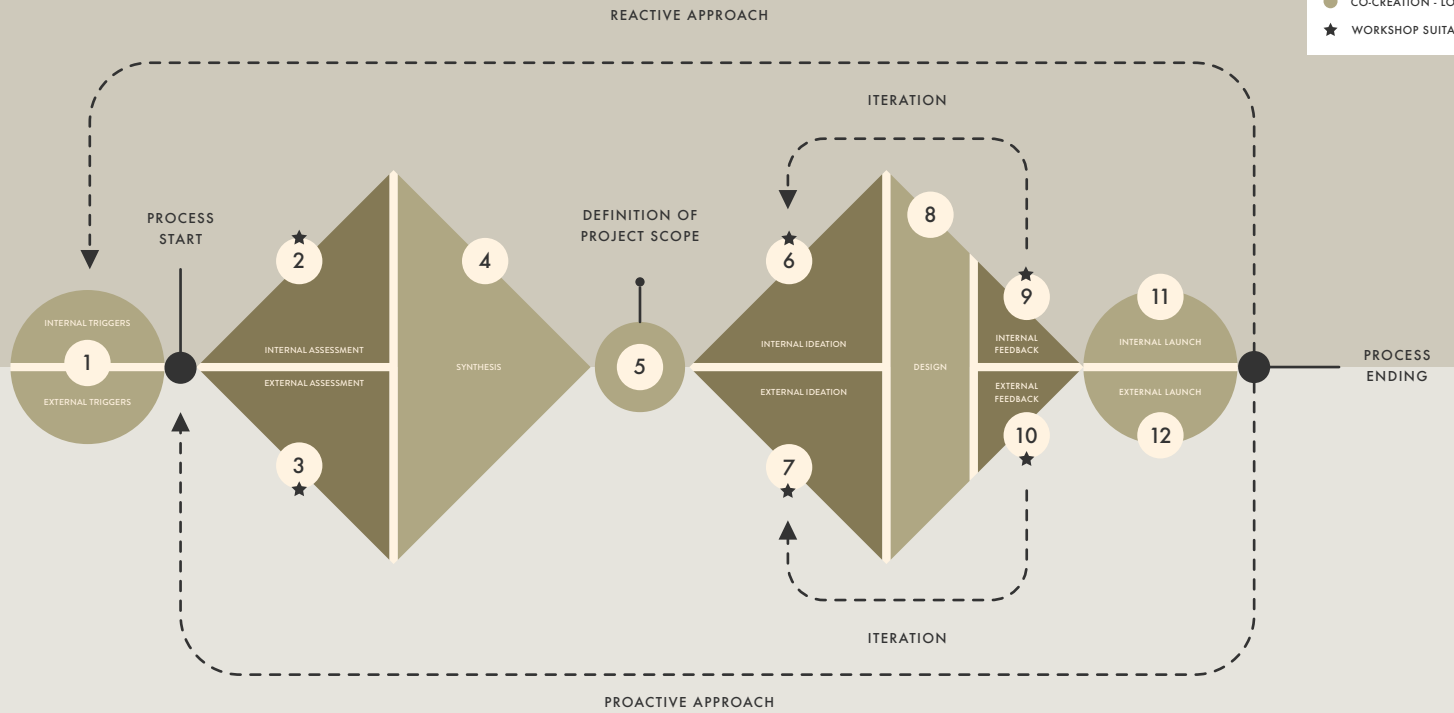 REACTIVE APPROACH
CO-CREATION - LO
WORKSHOP SUITA
ITERATION
PROCESS
START
DEFINITION OF
PROJECT SCOPE
2
4
6
8
9
11
INTERNAL TRIGGERS
1
EXTERNAL TRIGGERS
INTERNAL ASSESSMENT
EXTERNAL ASSESSMENT
SYNTHESIS
5
INTERNAL IDEATION
EXTERNAL IDEATION
DESIGN
INTERNAL
FEEDBACK
EXTERNAL
FEEDBACK
INTERNAL LAUNCH
EXTERNAL LAUNCH
PROCESS
ENDING
3
7
10
12
ITERATION
PROACTIVE APPROACH